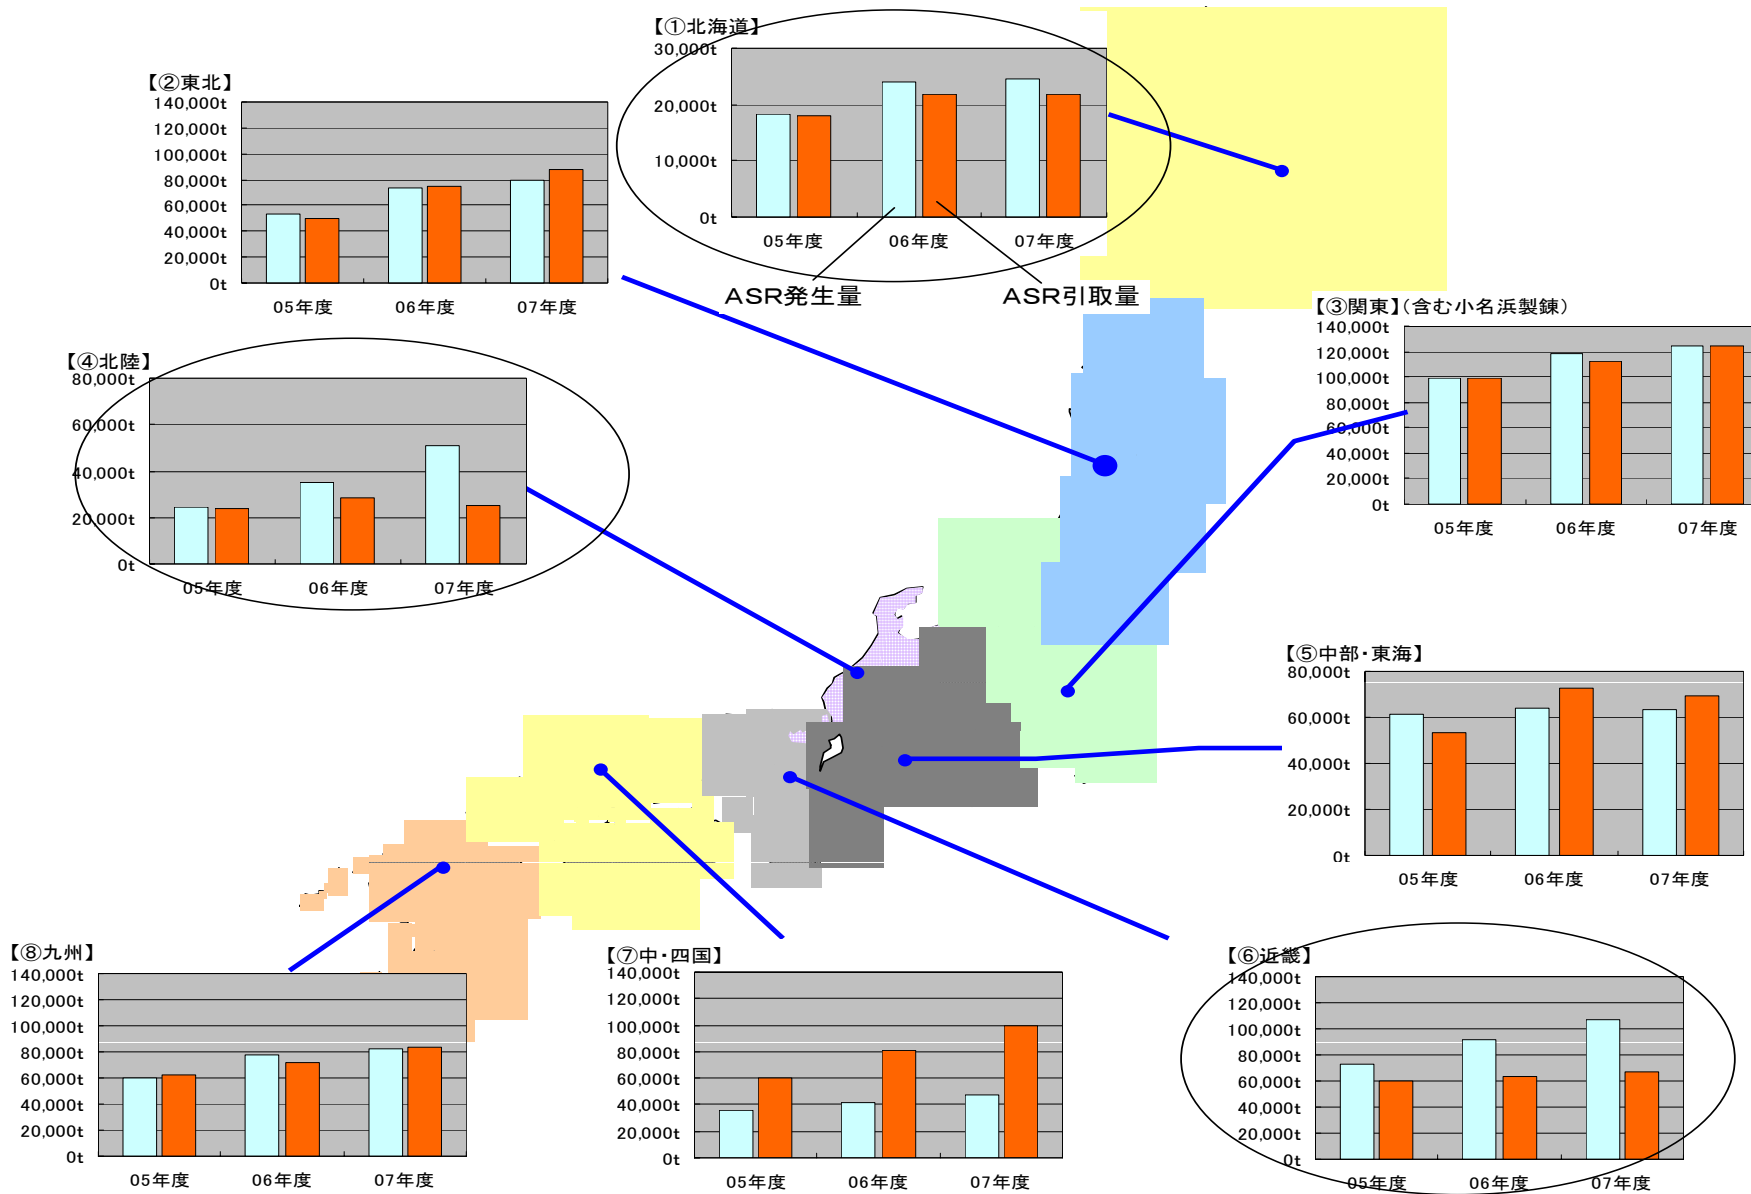 【①北海道】
30,000t
20,000t
10,000t
0t
05年度
06年度
07年度
ASR発生量
ASR引取量
【②東北】
140,000t
120,000t
100,000t
80,000t
60,000t
40,000t
20,000t
0t
05年度
06年度
07年度
【③関東】(含む小名浜製錬)
140,000t
120,000t
100,000t
80,000t
60,000t
40,000t
20,000t
0t
05年度
06年度
07年度
【④北陸】
80,000t
60,000t
40,000t
20,000t
0t
05年度
06年度
07年度
【⑤中部・東海】
80,000t
60,000t
40,000t
20,000t
0t
05年度
06年度
07年度
【⑧九州】
140,000t
120,000t
100,000t
80,000t
60,000t
40,000t
20,000t
0t
05年度
06年度
07年度
【⑦中・四国】
140,000t
120,000t
100,000t
80,000t
60,000t
40,000t
20,000t
0t
05年度
06年度
07年度
【⑥近畿】
140,000t
120,000t
100,000t
80,000t
60,000t
40,000t
20,000t
0t
05年度
06年度
07年度